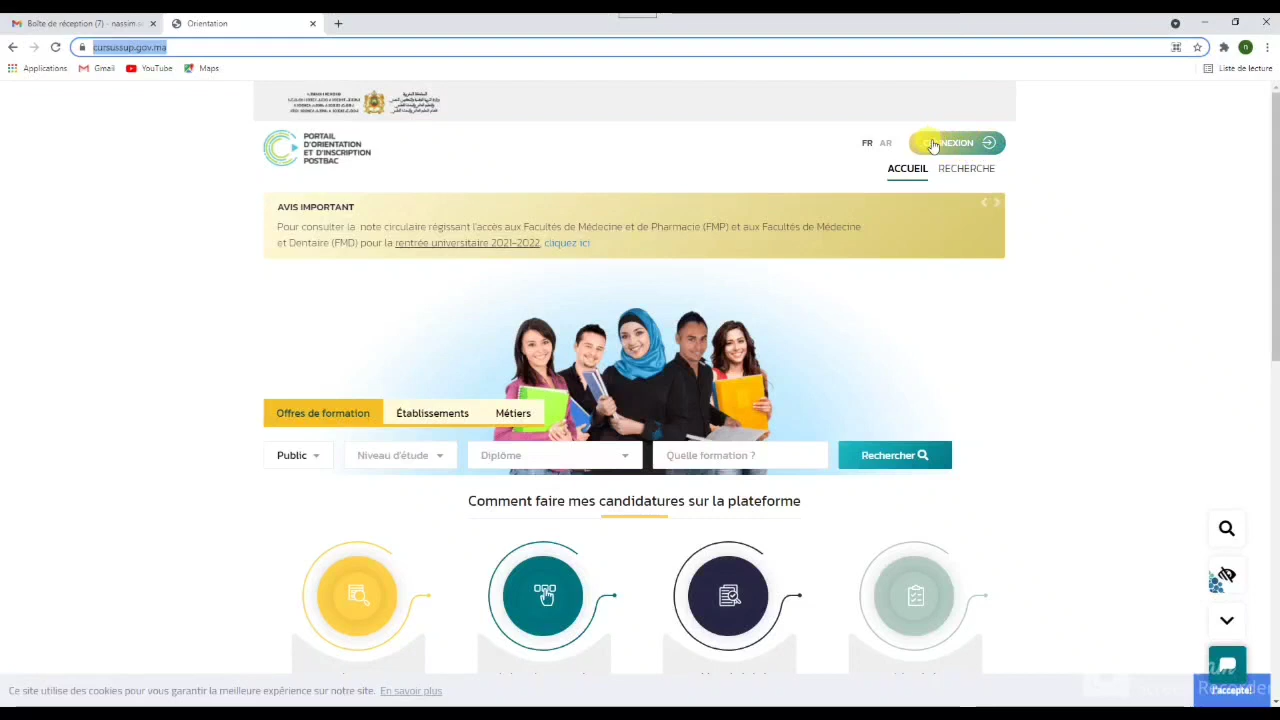 Boîte de réception (7) - nassim.a
Orientation
cursussup.gov.ma
Applications
Gmail
YouTube
Maps
Liste de lecture
PORTAIL
D'ORIENTATION
ET D'INSCRIPTION
POSTBAC
FR AR
NEXION
ACCUEIL RECHERCHE
AVIS IMPORTANT
Pour consulter la note circulaire régissant l'accès aux Facultés de Médecine et de Pharmacie (FMP) et aux Facultés de Médecine
et Dentaire (FMD) pour la rentrée universitaire 2021-2022, cliquez ici
Offres de formation
Établissements
Métiers
Public
Niveau d'étude
Diplôme
Quelle formation ?
Rechercher
Comment faire mes candidatures sur la plateforme
Ce site utilise des cookies pour vous garantir la meilleure expérience sur notre site. En savoir plus
J'accepte!